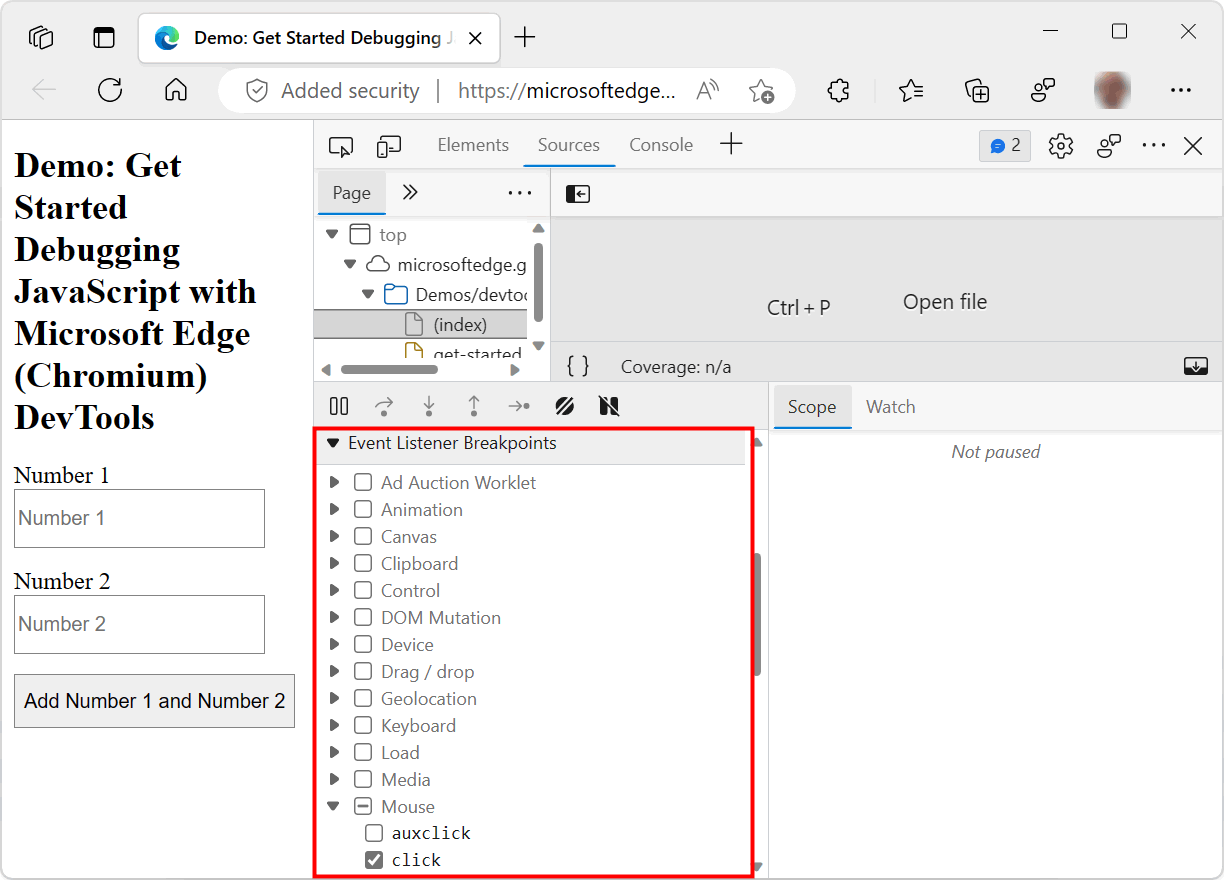 Demo: Get Started Debugging J
Added security
https://microsoftedge...
Demo: Get
Started
Debugging
JavaScript with
Microsoft Edge
(Chromium)
DevTools
Number 1
Number 1
Number 2
Number 2
Add Number 1 and Number 2
Elements
Sources
Console
2
Page
top
microsoftedge.g
Demos/devtoo
(index)
get-started
Ctrl + P
Open file
{ }
Coverage: n/a
Event Listener Breakpoints
Ad Auction Worklet
Animation
Canvas
Clipboard
Control
DOM Mutation
Device
Drag / drop
Geolocation
Keyboard
Load
Media
Mouse
auxclick
click
Scope
Watch
Not paused